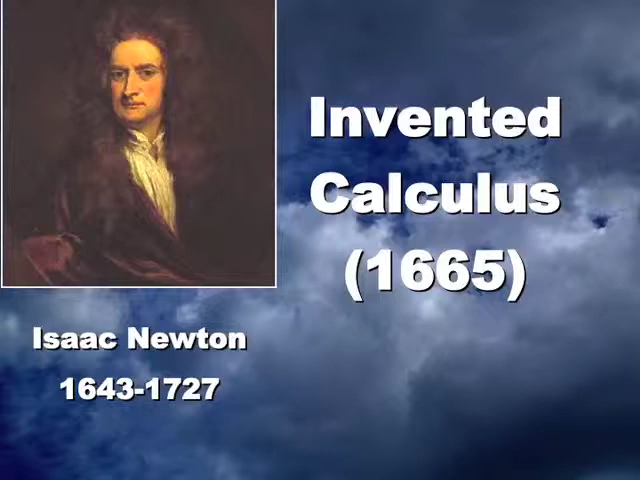 Invented
Calculus
(1665)
Isaac Newton
1643-1727